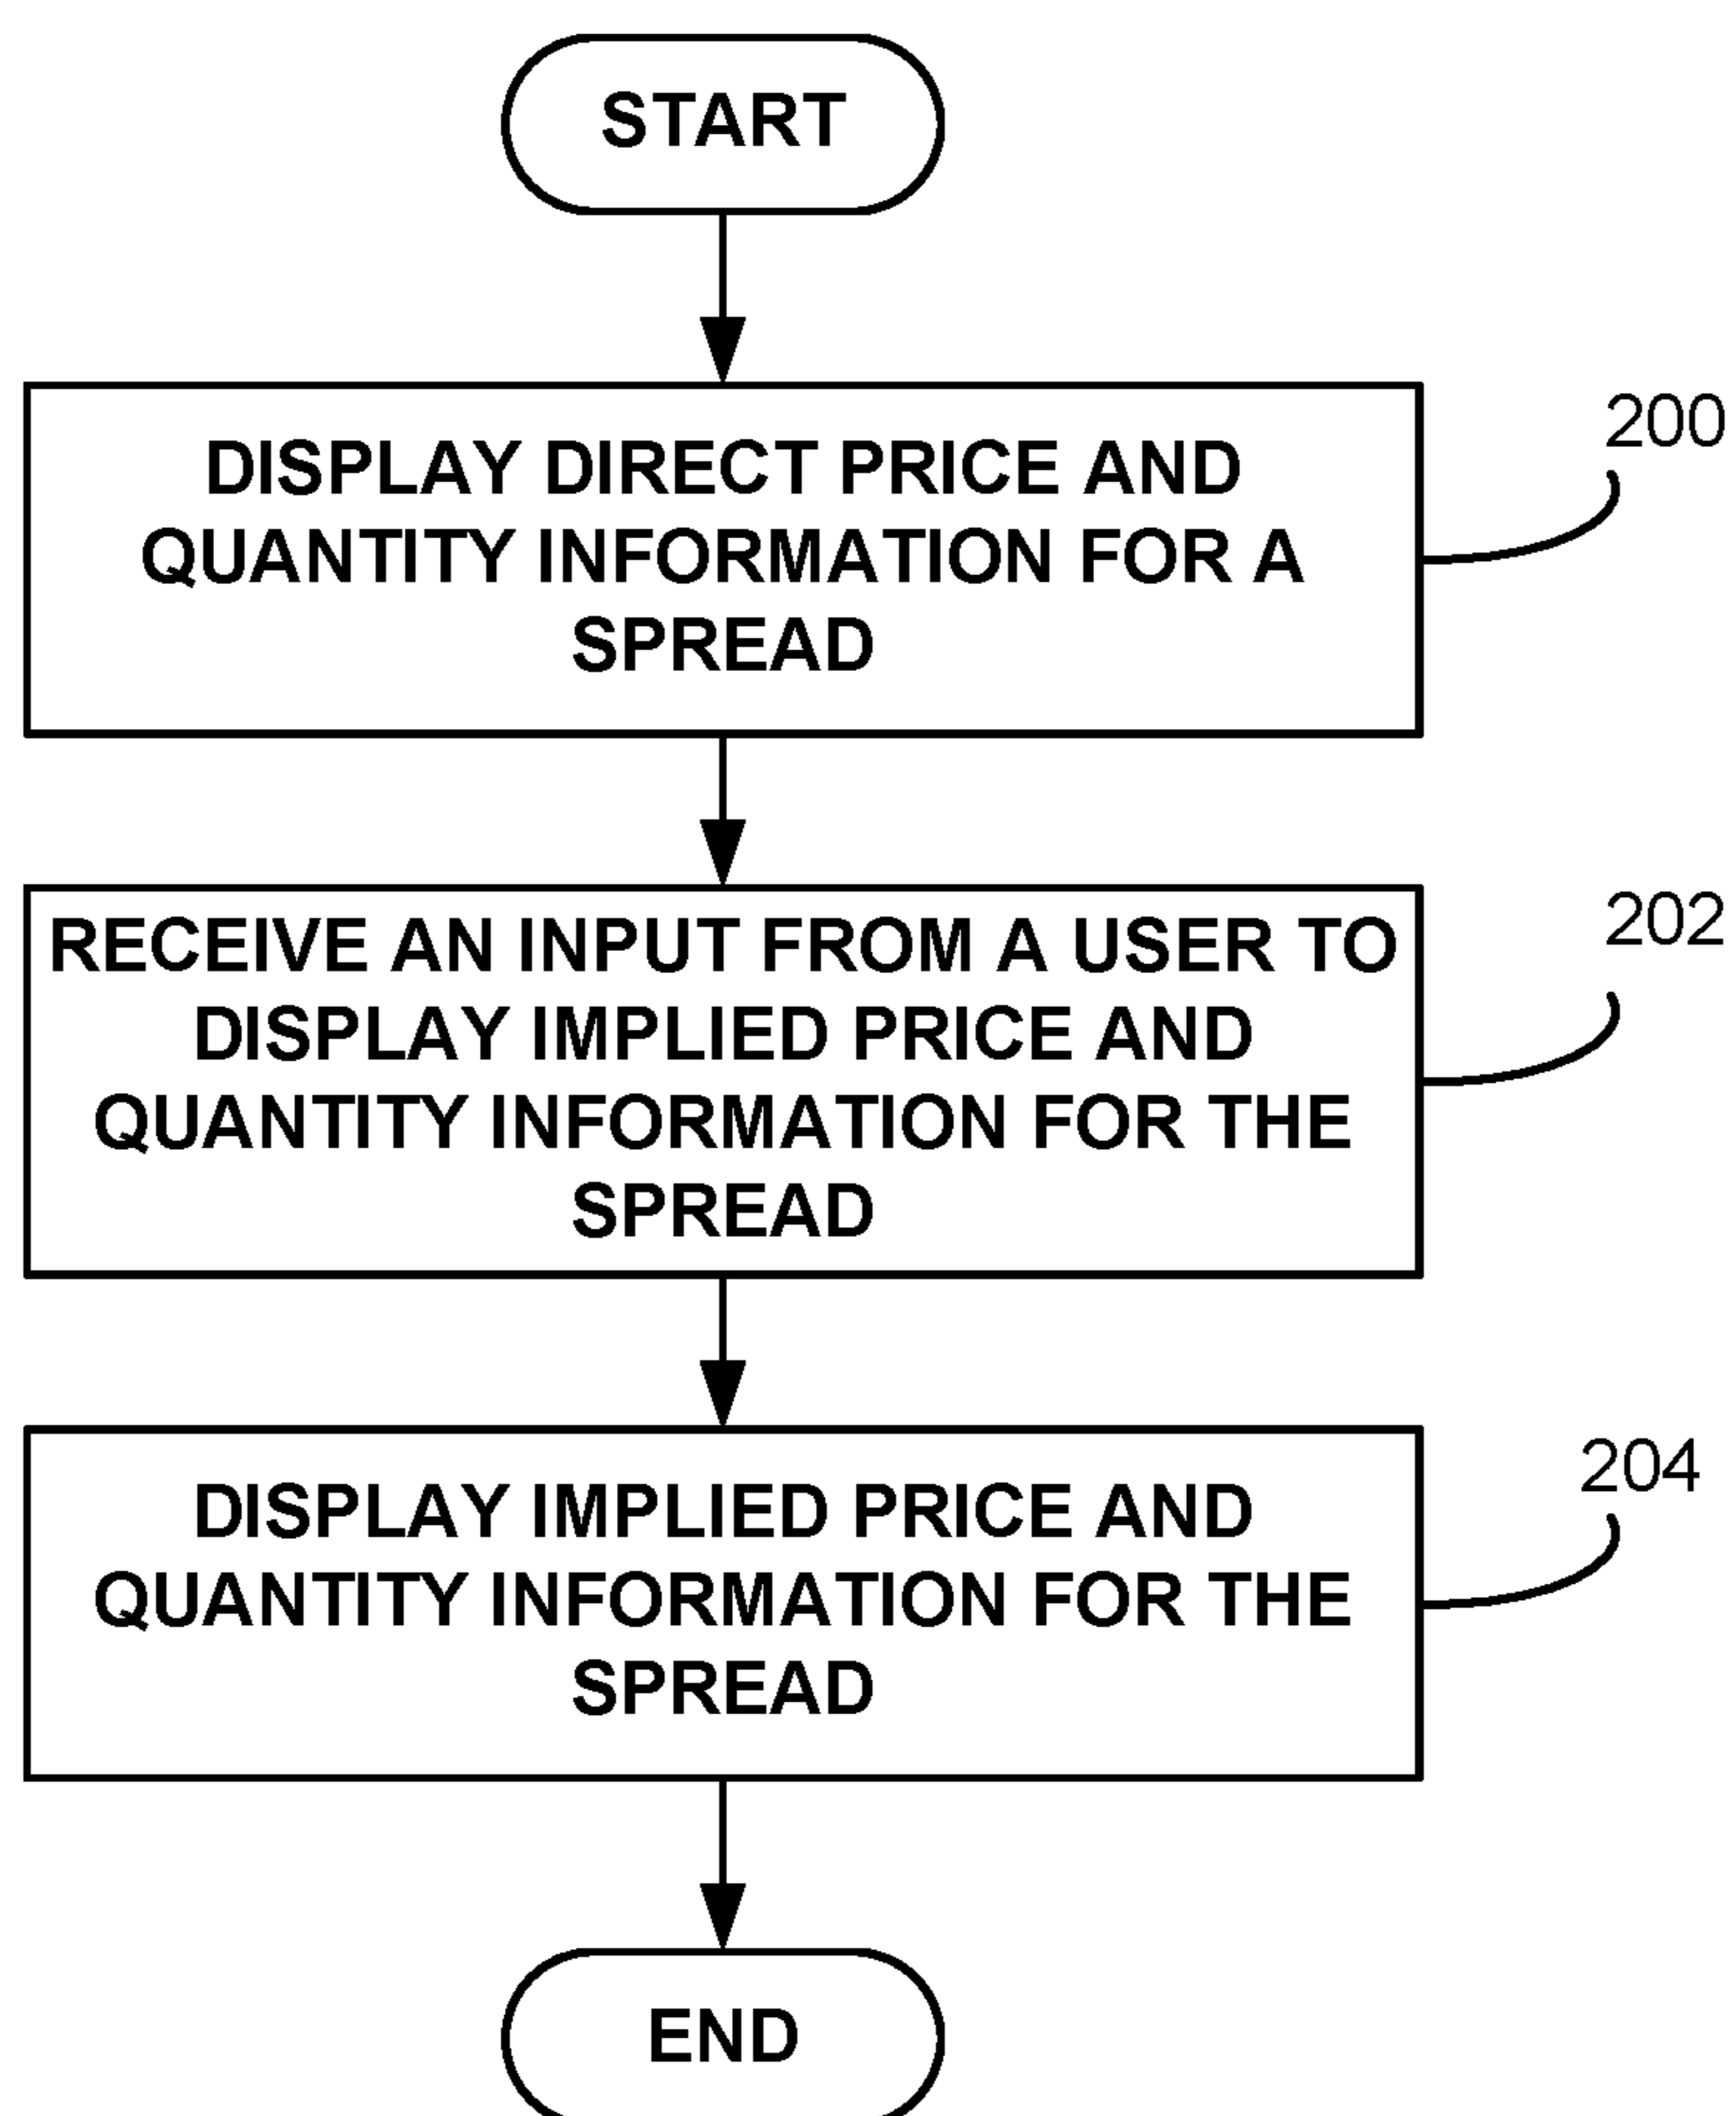 START
DISPLAY DIRECT PRICE AND
QUANTITY INFORMATION FOR A
SPREAD
200
RECEIVE AN INPUT FROM A USER TO
DISPLAY IMPLIED PRICE AND
QUANTITY INFORMATION FOR THE
SPREAD
202
DISPLAY IMPLIED PRICE AND
QUANTITY INFORMATION FOR THE
SPREAD
204
END